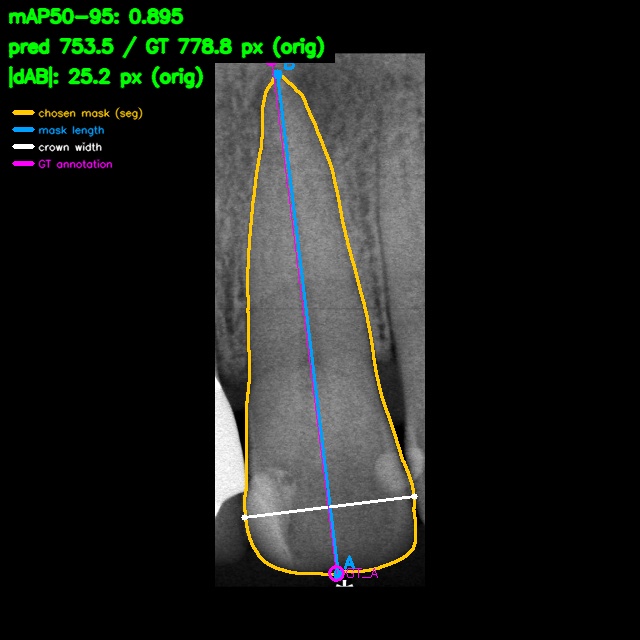 mAP50-95: 0.895
pred 753.5 / GT 778.8 px (orig)
|dAB|: 25.2 px (orig)
chosen mask (seg)
mask length
crown width
GT annotation
B
A
GT_A